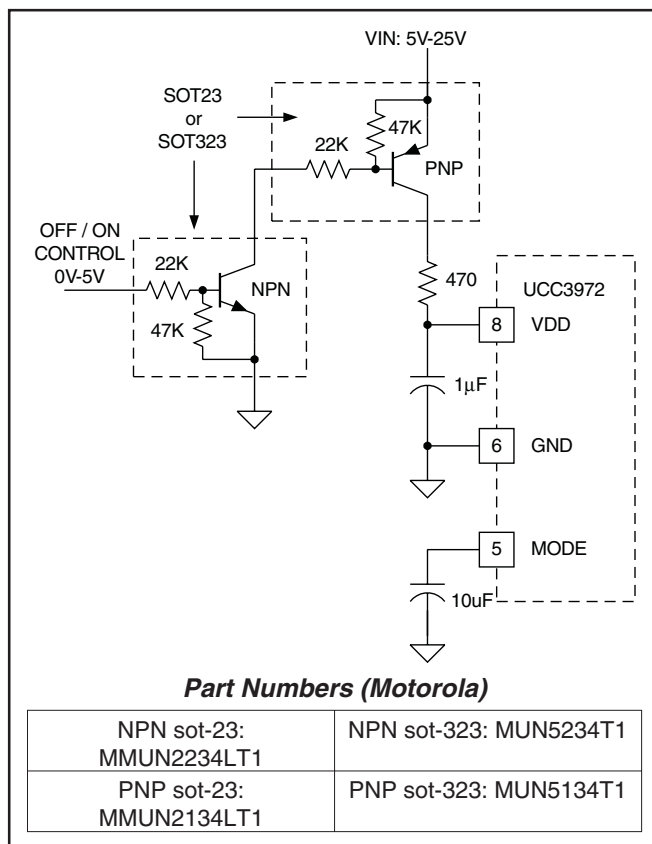 VIN: 5V-25V
SOT23
or
SOT323
47K
22K
PNP
OFF / ON
CONTROL
0V-5V
22K
NPN
47K
470
UCC3972
8
VDD
1µF
6
GND
5
MODE
10uF
Part Numbers (Motorola)
NPN sot-23:
MMUN2234LT1
NPN sot-323: MUN5234T1
PNP sot-23:
MMUN2134LT1
PNP sot-323: MUN5134T1